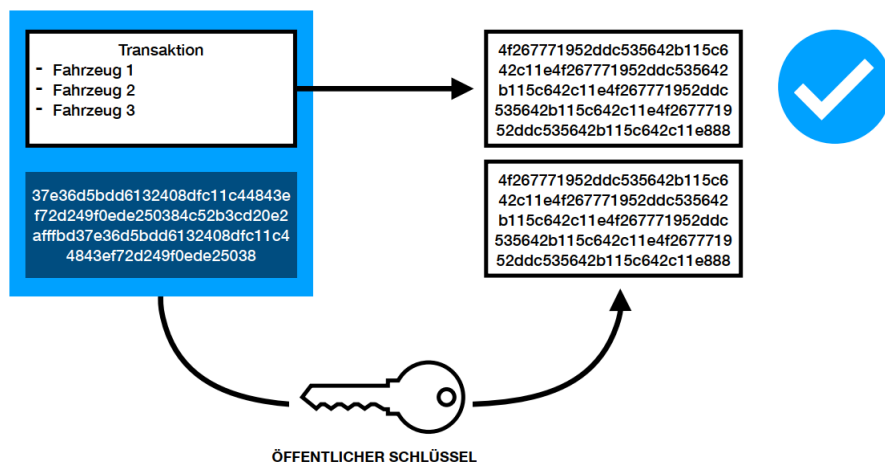 Transaktion
- Fahrzeug 1
- Fahrzeug 2
- Fahrzeug 3
37e36d5bdd6132408dfc11c44843e
f72d249f0ede250384c52b3cd20e2
afffbd37e36d5bdd6132408dfc11c4
4843ef72d249f0ede25038
4f267771952ddc535642b115c6
42c11e4f267771952ddc535642
b115c642c11e4f267771952ddc
535642b115c642c11e4f2677719
52ddc535642b115c642c11e888
4f267771952ddc535642b115c6
42c11e4f267771952ddc535642
b115c642c11e4f267771952ddc
535642b115c642c11e4f2677719
52ddc535642b115c642c11e888
ÖFFENTLICHER SCHLÜSSEL